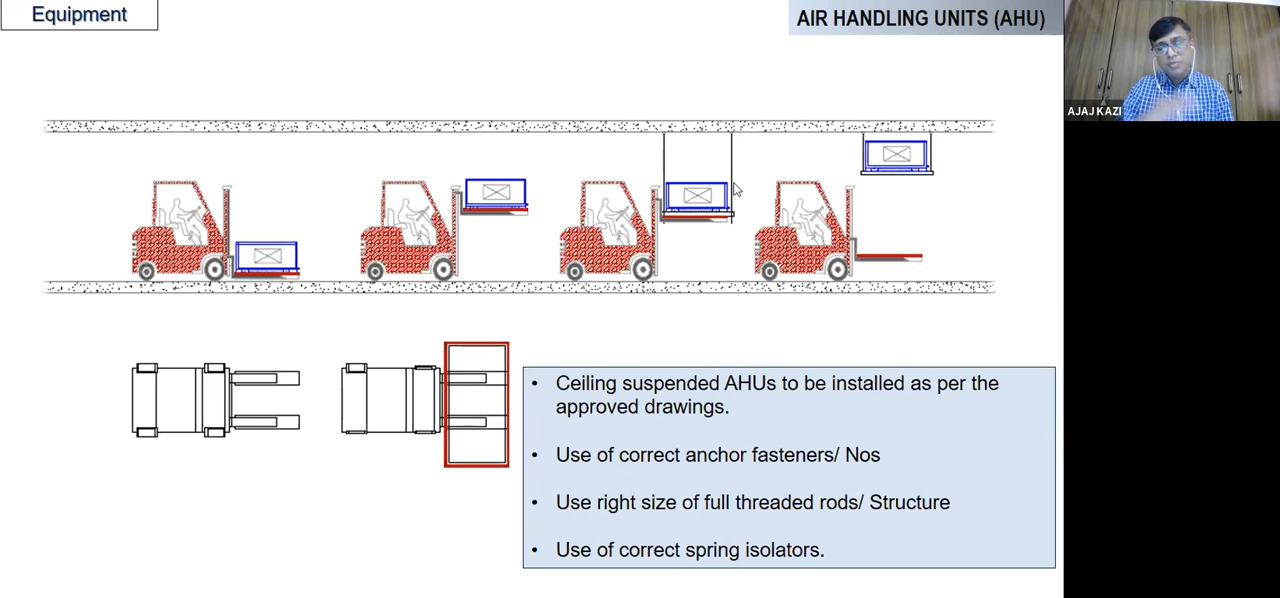 Equipment
AIR HANDLING UNITS (AHU)
AJAJ KAZI
• Ceiling suspended AHUs to be installed as per the
approved drawings.
• Use of correct anchor fasteners/ Nos
• Use right size of full threaded rods/ Structure
• Use of correct spring isolators.